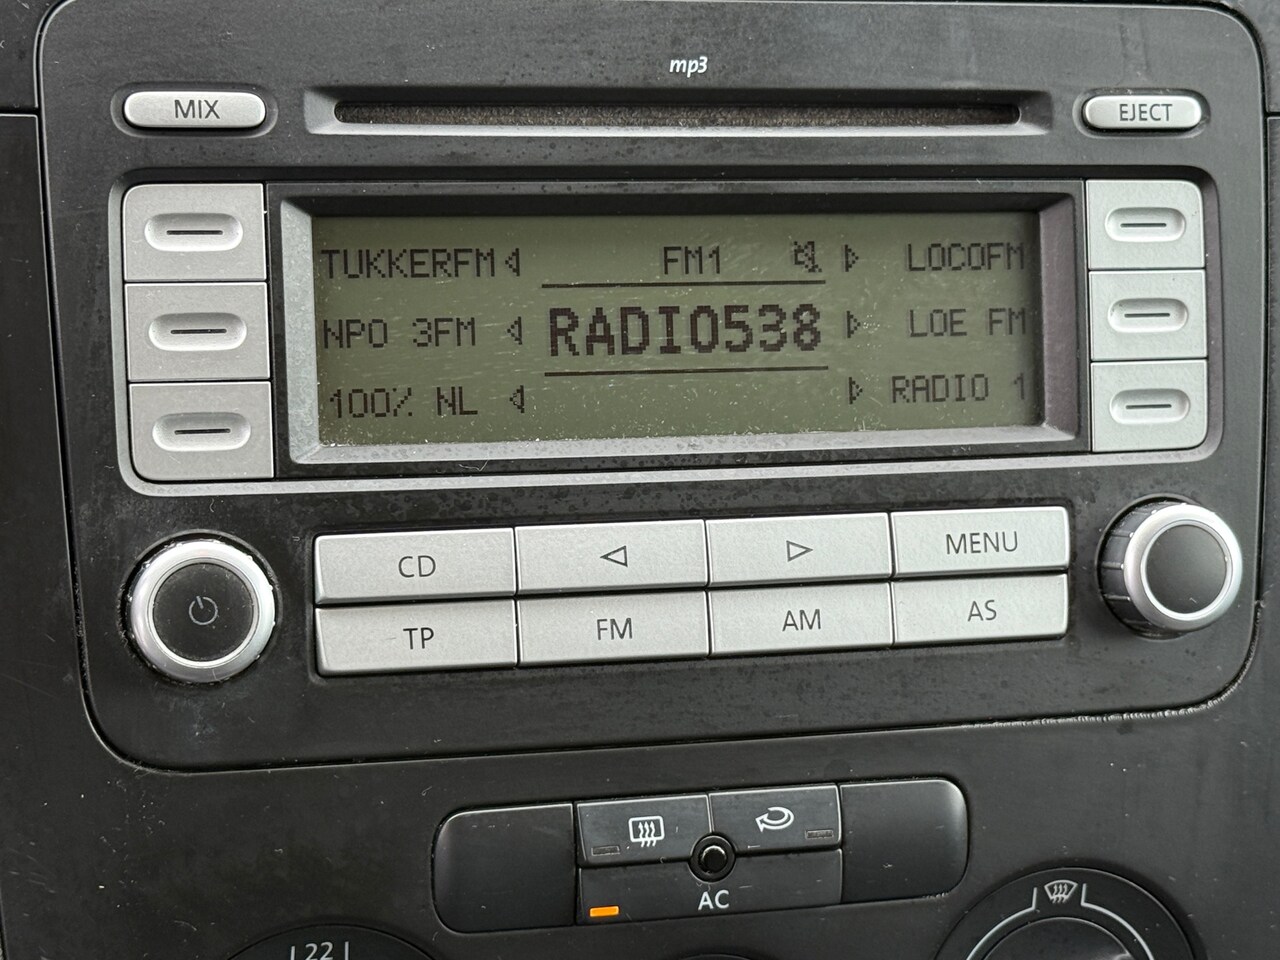 mp3
MIX
EJECT
TUKKERFM
FM1
LOCOFM
NPO 3FM
RADIO538
LOE FM
100% NL
RADIO 1
CD
MENU
TP
FM
AM
AS
AC
22